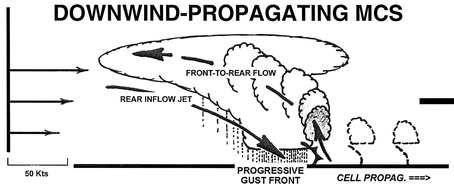 DOWNWIND-PROPAGATING MCS
FRONT-TO-REAR FLOW
REAR INFLOW JET
50 Kts
PROGRESSIVE
GUST FRONT
CELL PROPAG. ===>